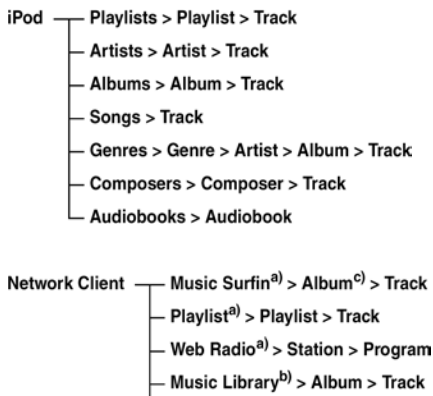 iPod Playlists > Playlist > Track
Artists > Artist > Track
Albums > Album > Track
Songs > Track
Genres > Genre > Artist > Album > Track
Composers > Composer > Track
Audiobooks > Audiobook
Network Client Music Surfin a) > Album c) > Track
Playlist a) > Playlist > Track
Web Radio a) > Station > Program
Music Library b) > Album > Track